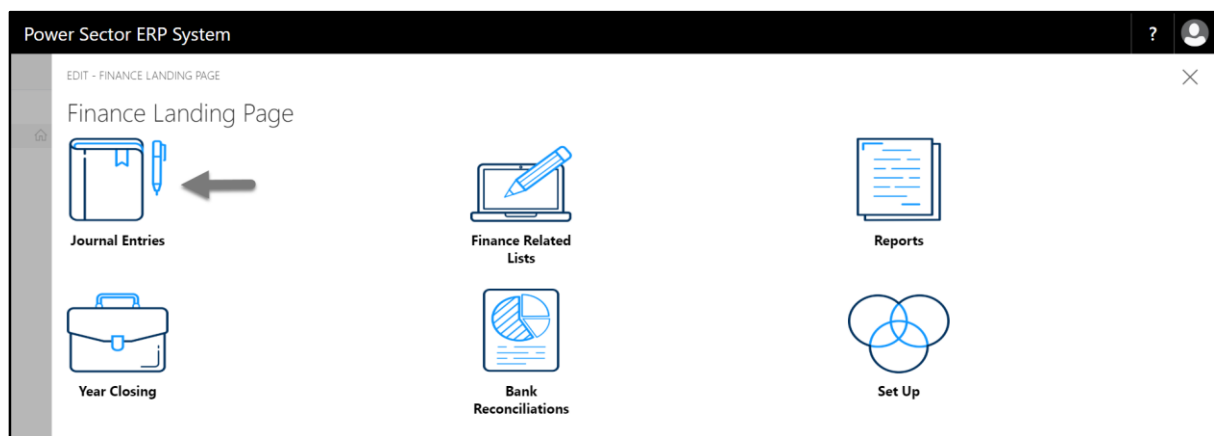 Power Sector ERP System
?
EDIT - FINANCE LANDING PAGE
Finance Landing Page
Journal Entries
Finance Related
Lists
Reports
Year Closing
Bank
Reconciliations
Set Up